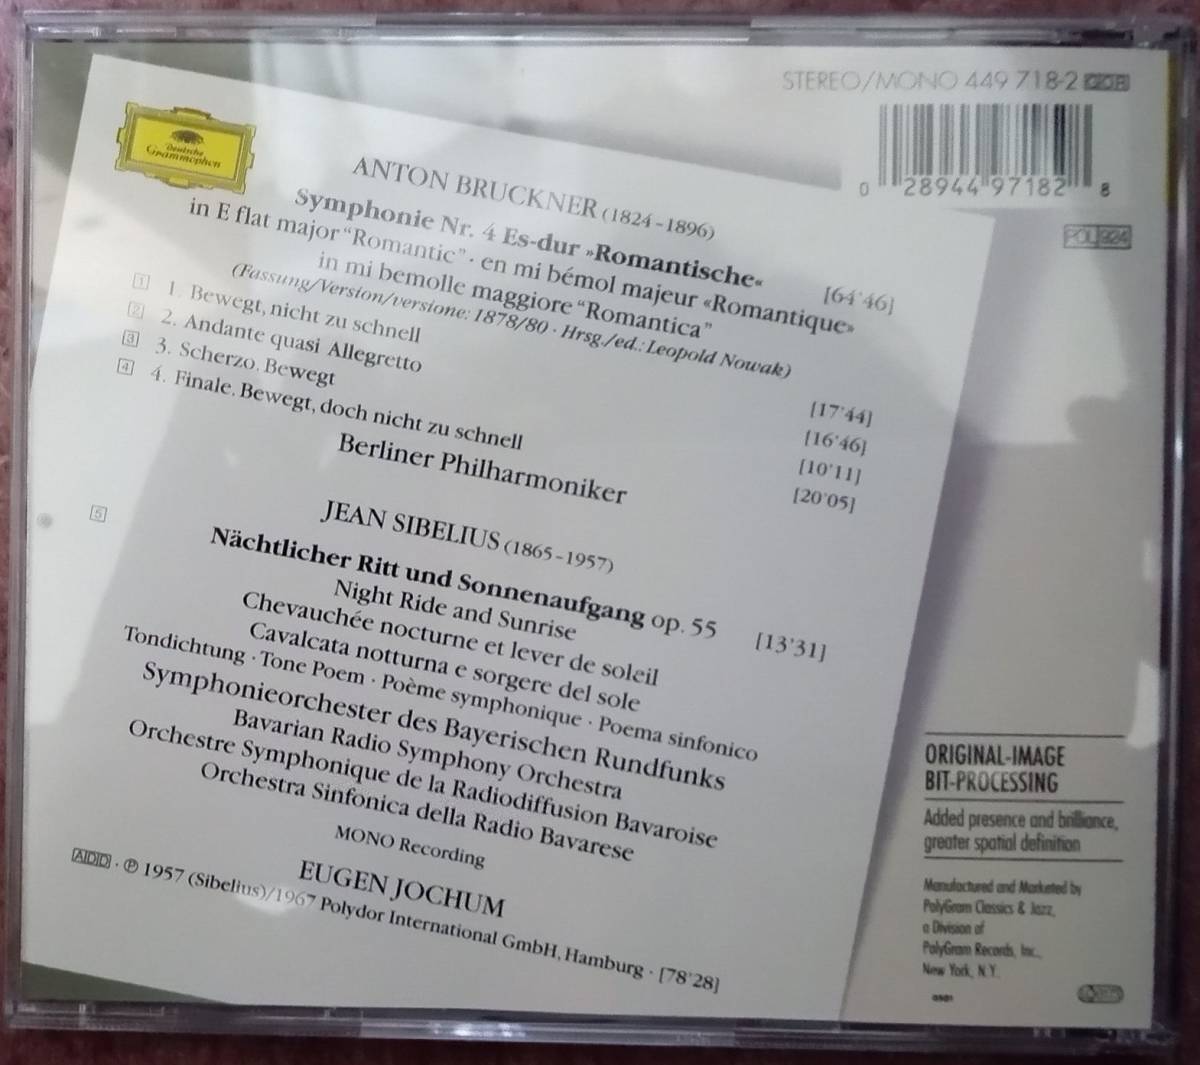 STEREO/MONO 449 718-2
0 28944 97182 8
Deutsche
Grammophon
ANTON BRUCKNER (1824-1896)
Symphonie Nr. 4 Es-dur »Romantische« [64'46]
in E flat major “Romantic” · en mi bémol majeur «Romantique»
in mi bemolle maggiore “Romantica”
(Fassung/Version/versione: 1878/80 · Hrsg./ed.: Leopold Nowak)
1 1. Bewegt, nicht zu schnell [17'44]
2 2. Andante quasi Allegretto [16'46]
3 3. Scherzo. Bewegt [10'11]
4 4. Finale. Bewegt, doch nicht zu schnell [20'05]
Berliner Philharmoniker
JEAN SIBELIUS (1865-1957)
5 Nächtlicher Ritt und Sonnenaufgang op. 55 [13'31]
Night Ride and Sunrise
Chevauchée nocturne et lever de soleil
Cavalcata notturna e sorgere del sole
Tondichtung · Tone Poem · Poème symphonique · Poema sinfonico
Symphonieorchester des Bayerischen Rundfunks
Bavarian Radio Symphony Orchestra
Orchestre Symphonique de la Radiodiffusion Bavaroise
Orchestra Sinfonica della Radio Bavarese
MONO Recording
EUGEN JOCHUM
ADD · ℗ 1957 (Sibelius)/1967 Polydor International GmbH, Hamburg · [78'28]
ORIGINAL-IMAGE
BIT-PROCESSING
Added presence and brilliance,
greater spatial definition
Manufactured and Marketed by
PolyGram Classics & Jazz,
a Division of
PolyGram Records, Inc.,
New York, N.Y.